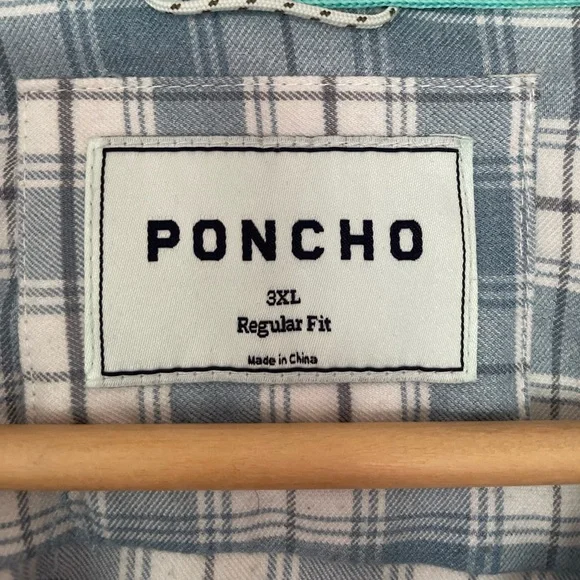 PONCHO
3XL
Regular Fit
Made in China